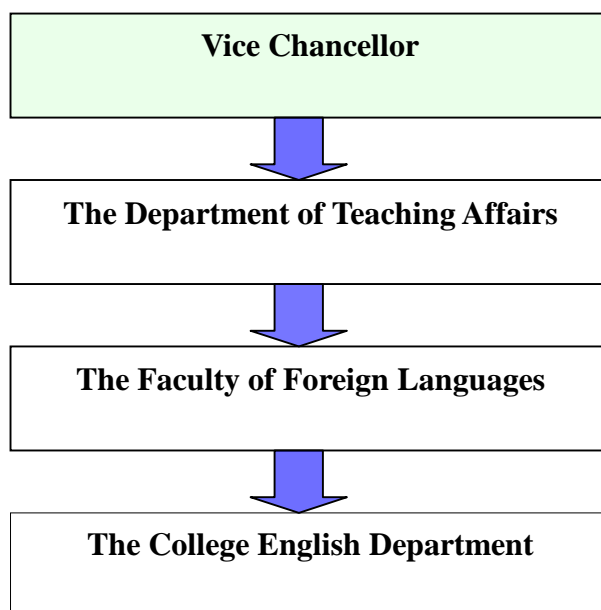 Vice Chancellor
The Department of Teaching Affairs
The Faculty of Foreign Languages
The College English Department